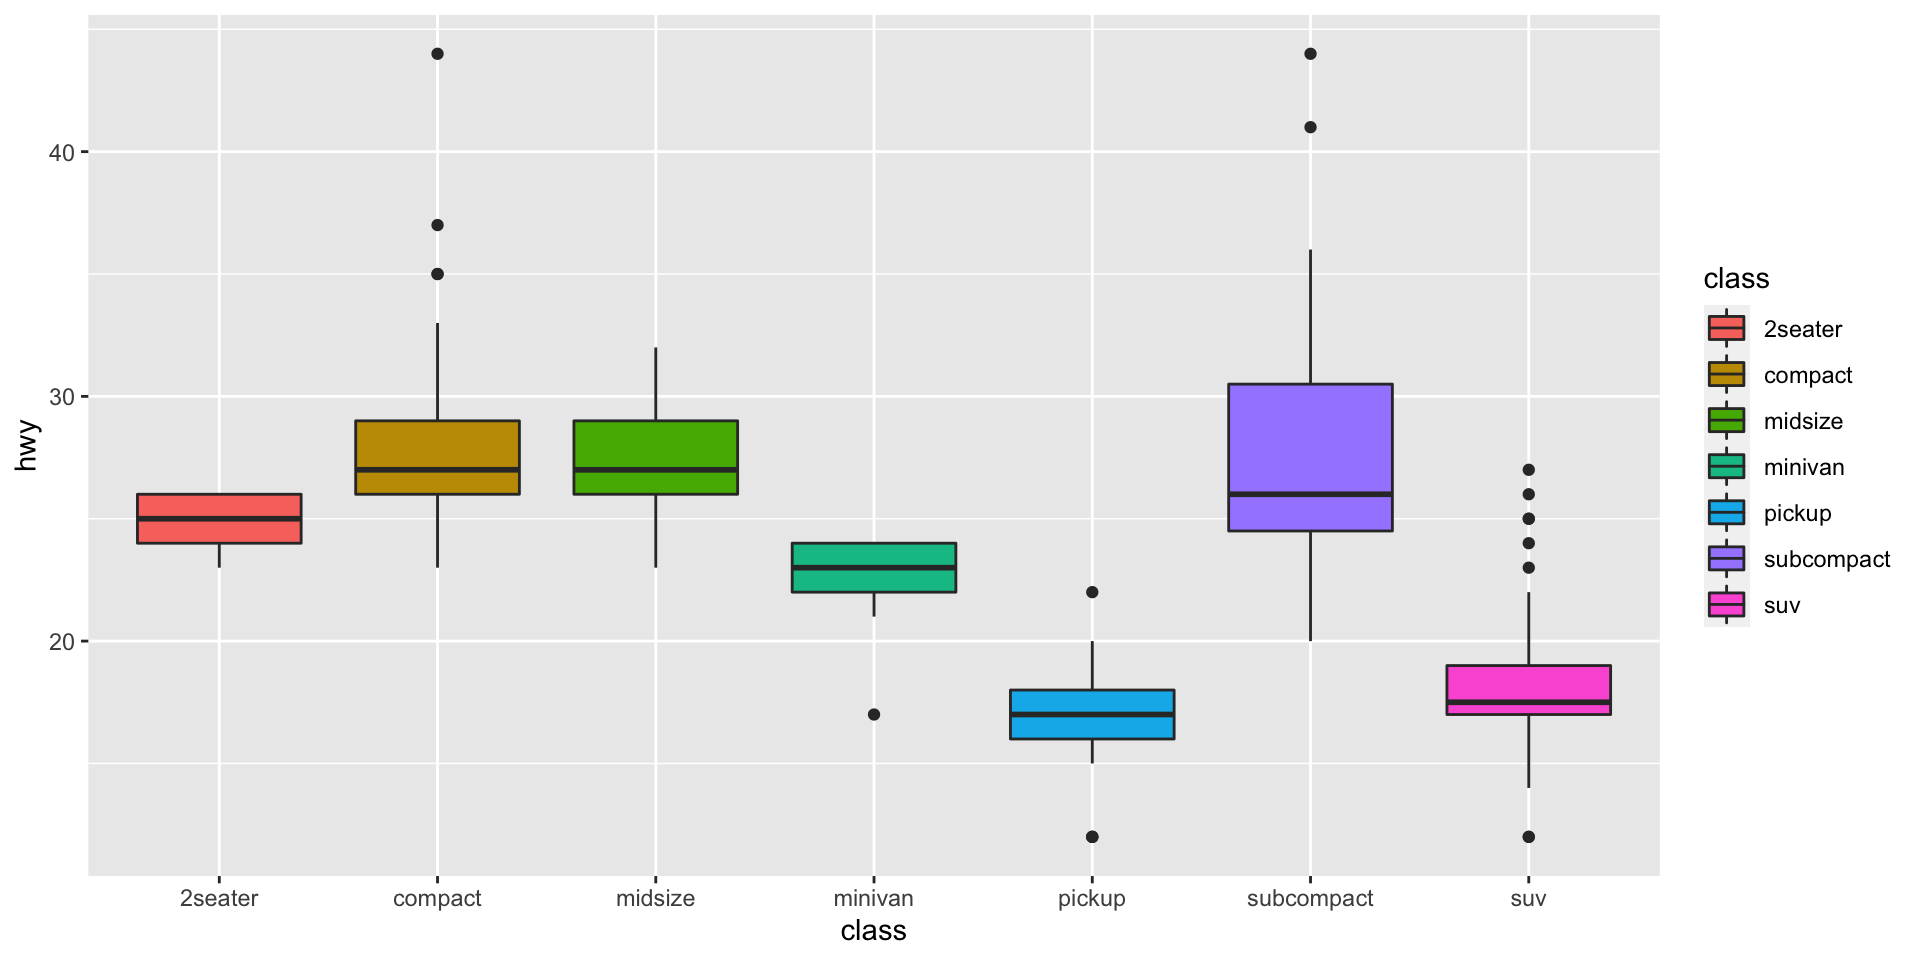 hwy
40
30
20
2seater
compact
midsize
minivan
pickup
subcompact
suv
class
class
2seater
compact
midsize
minivan
pickup
subcompact
suv